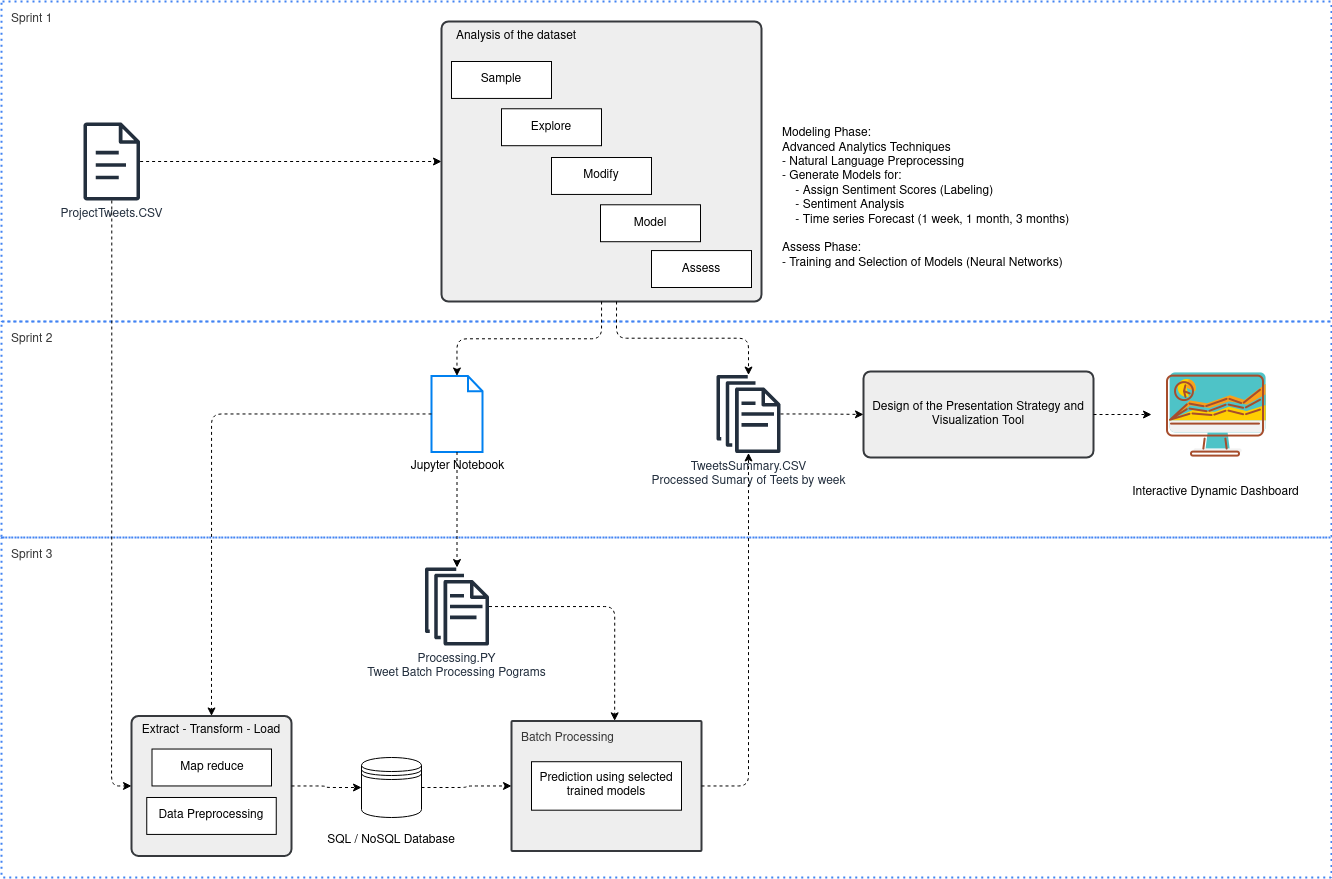 Sprint 1
Analysis of the dataset
Sample
Explore
Modify
Model
Assess
ProjectTweets.CSV
Modeling Phase:
Advanced Analytics Techniques
- Natural Language Preprocessing
- Generate Models for:
- Assign Sentiment Scores (Labeling)
- Sentiment Analysis
- Time series Forecast (1 week, 1 month, 3 months)
Assess Phase:
- Training and Selection of Models (Neural Networks)
Sprint 2
Jupyter Notebook
TweetsSummary.CSV
Processed Sumary of Teets by week
Design of the Presentation Strategy and
Visualization Tool
Interactive Dynamic Dashboard
Sprint 3
Processing.PY
Tweet Batch Processing Pograms
Extract - Transform - Load
Map reduce
Data Preprocessing
SQL / NoSQL Database
Batch Processing
Prediction using selected
trained models